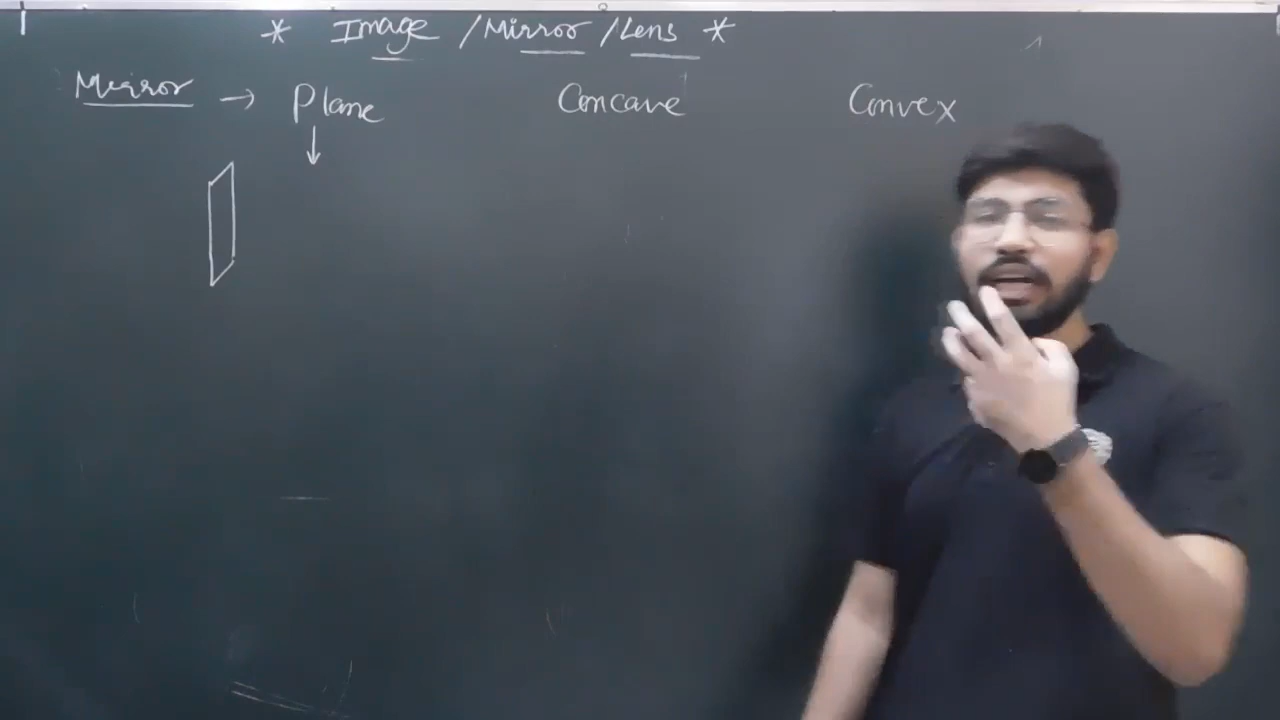 * Image / Mirror / Lens *
Mirror → Plane Concave Convex